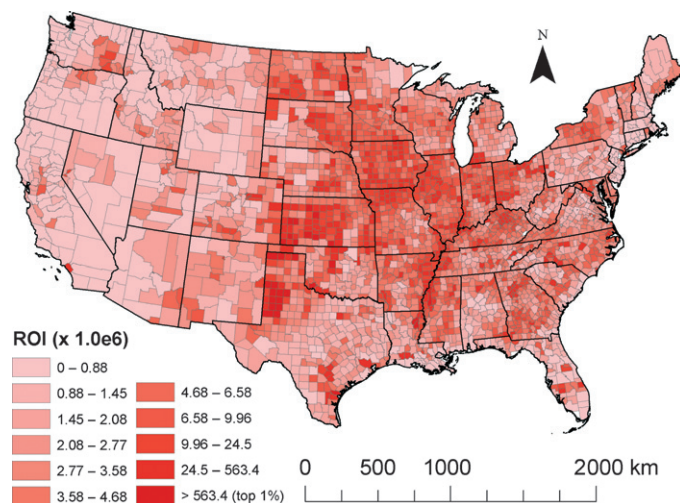 N
ROI (x 1.0e6)
0 – 0.88
0.88 – 1.45
1.45 – 2.08
2.08 – 2.77
2.77 – 3.58
3.58 – 4.68
4.68 – 6.58
6.58 – 9.96
9.96 – 24.5
24.5 – 563.4
> 563.4 (top 1%)
0 500 1000 2000 km